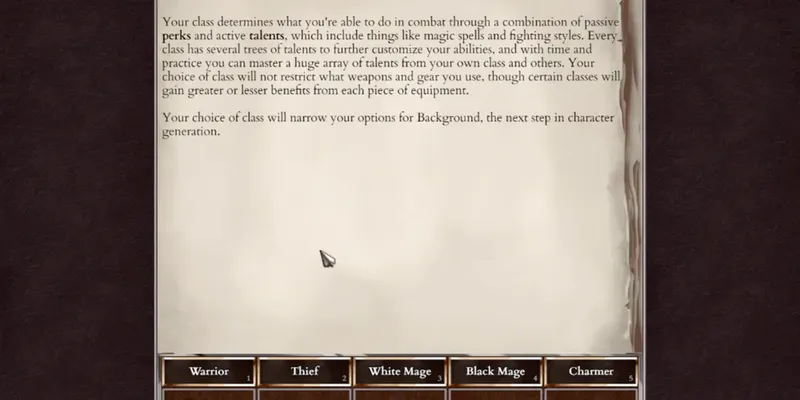 Your class determines what you're able to do in combat through a combination of passive
perks and active talents, which include things like magic spells and fighting styles. Every
class has several trees of talents to further customize your abilities, and with time and
practice you can master a huge array of talents from your own class and others. Your
choice of class will not restrict what weapons and gear you use, though certain classes will
gain greater or lesser benefits from each piece of equipment.
Your choice of class will narrow your options for Background, the next step in character
generation.
Warrior 1 Thief 2 White Mage 3 Black Mage 4 Charmer 5